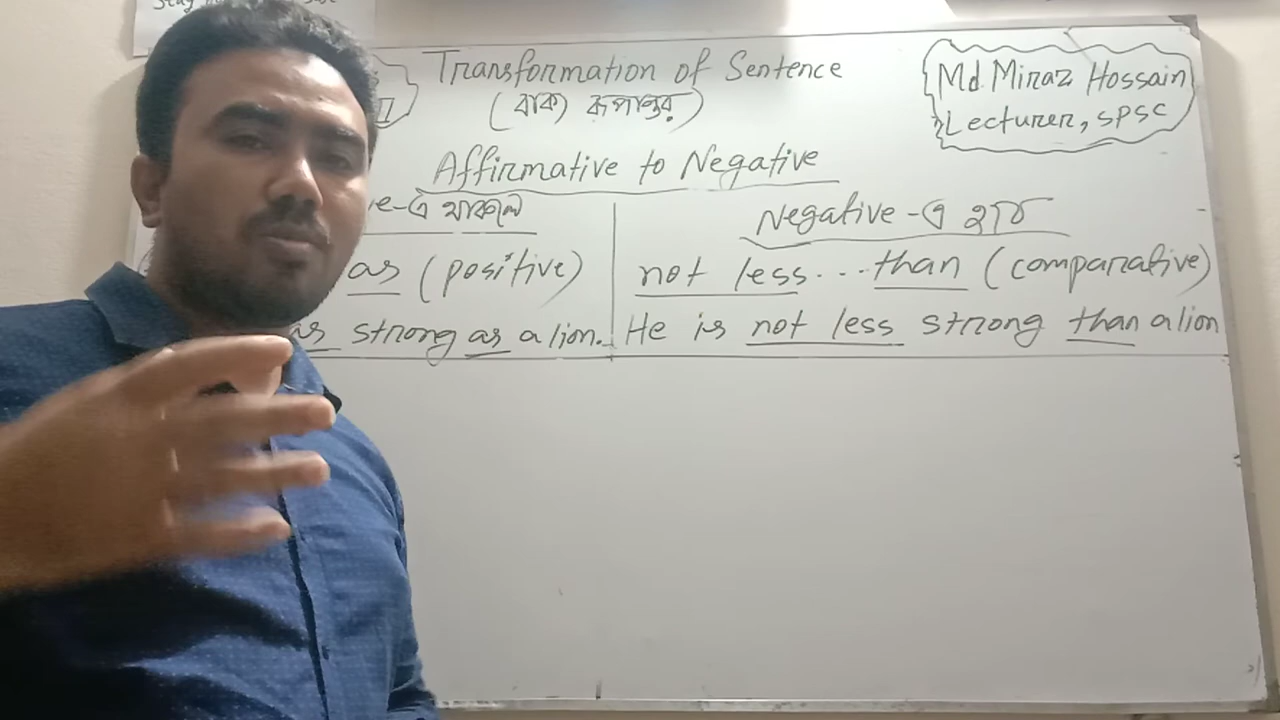 Transformation of Sentence
(বাক্য রূপান্তর)
Md. Miraz Hossain
Lecturer, SPSC
Affirmative to Negative
e-এ থাকলে
Negative-এ হবে
as (positive)
not less...than (comparative)
as strong as a lion.
He is not less strong than a lion